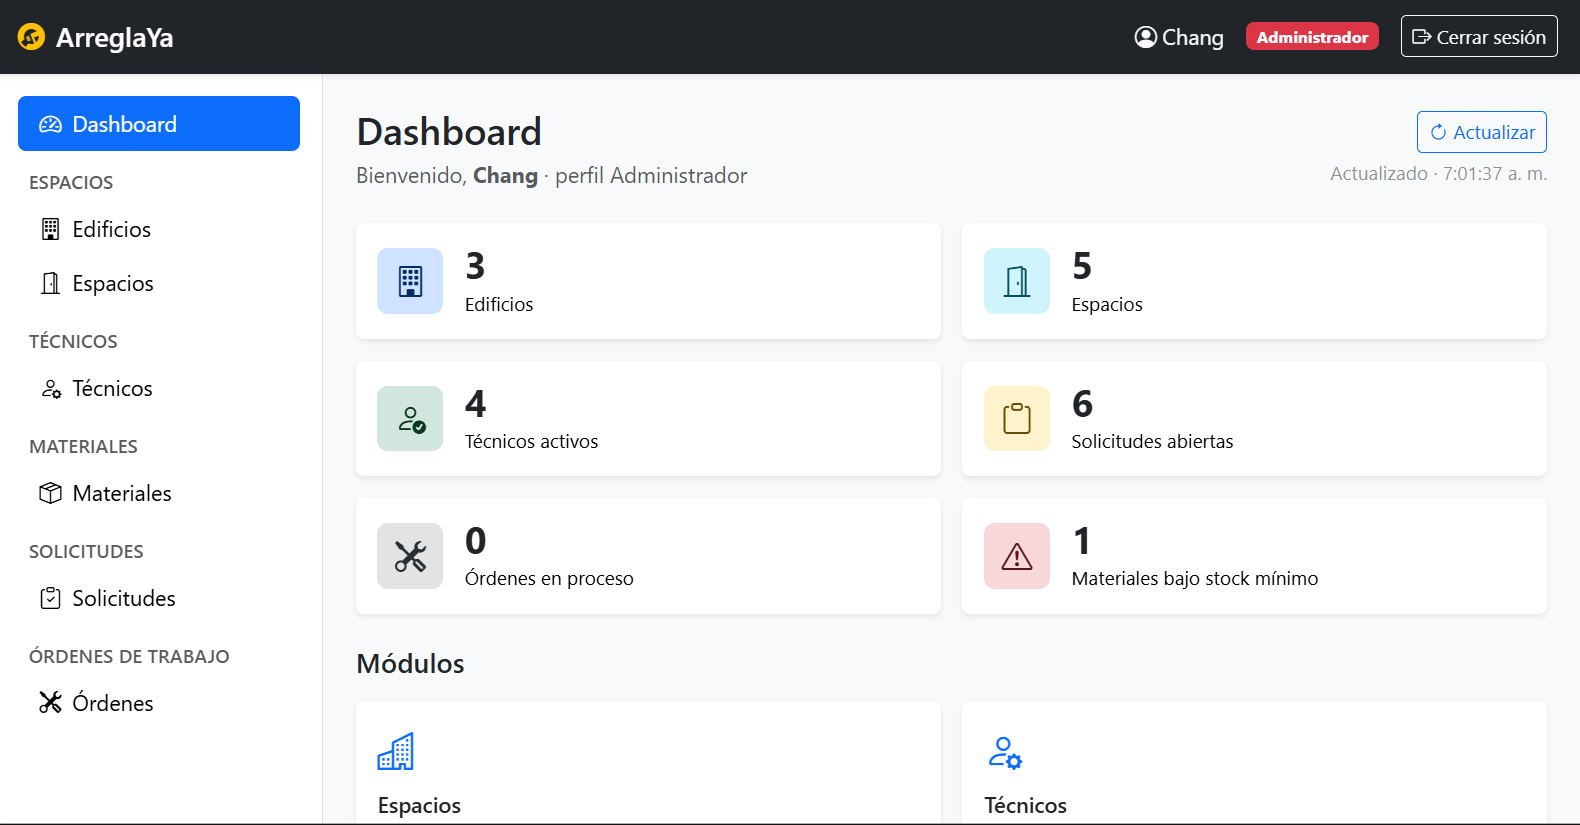 ArreglaYa
Chang
Administrador
Cerrar sesión
Dashboard
ESPACIOS
Edificios
Espacios
TÉCNICOS
Técnicos
MATERIALES
Materiales
SOLICITUDES
Solicitudes
ÓRDENES DE TRABAJO
Órdenes
Dashboard
Actualizar
Bienvenido, Chang · perfil Administrador
Actualizado · 7:01:37 a. m.
3
Edificios
5
Espacios
4
Técnicos activos
6
Solicitudes abiertas
0
Órdenes en proceso
1
Materiales bajo stock mínimo
Módulos
Espacios
Técnicos